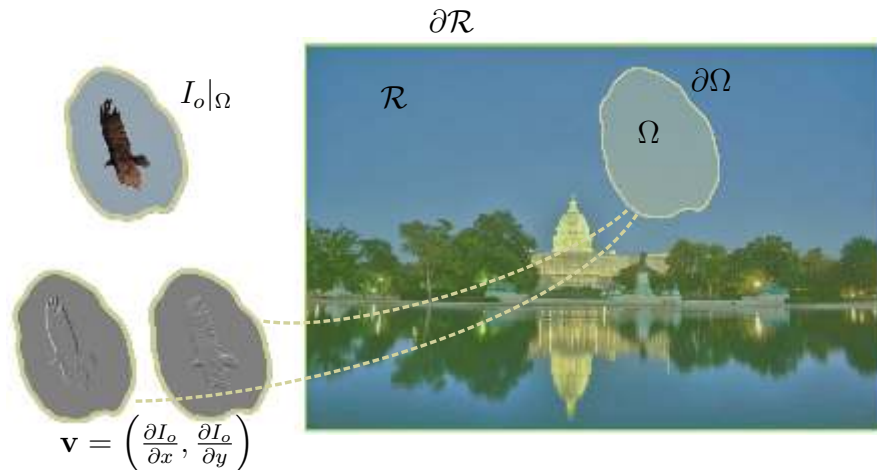 ∂ℛ
I_o|_Ω
ℛ
∂Ω
Ω
𝐯 = (∂I_o/∂x, ∂I_o/∂y)